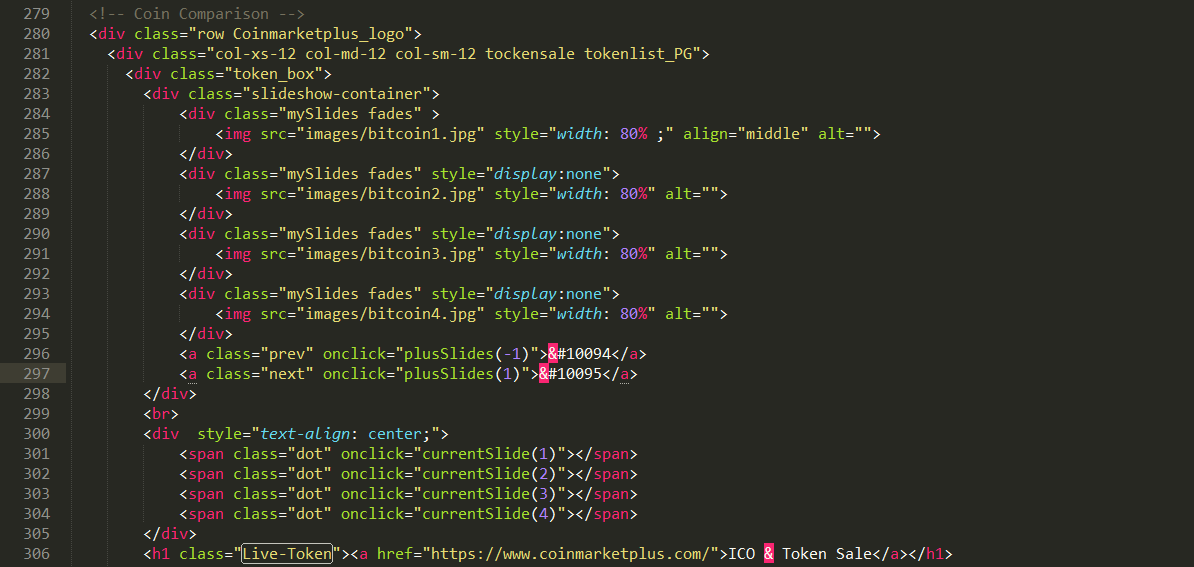 279 <!-- Coin Comparison -->
280 <div class="row Coinmarketplus_logo">
281 <div class="col-xs-12 col-md-12 col-sm-12 tockensale tokenlist_PG">
282 <div class="token_box">
283 <div class="slideshow-container">
284 <div class="mySlides fades" >
285 <img src="images/bitcoin1.jpg" style="width: 80% ;" align="middle" alt="">
286 </div>
287 <div class="mySlides fades" style="display:none">
288 <img src="images/bitcoin2.jpg" style="width: 80%" alt="">
289 </div>
290 <div class="mySlides fades" style="display:none">
291 <img src="images/bitcoin3.jpg" style="width: 80%" alt="">
292 </div>
293 <div class="mySlides fades" style="display:none">
294 <img src="images/bitcoin4.jpg" style="width: 80%" alt="">
295 </div>
296 <a class="prev" onclick="plusSlides(-1)">&#10094</a>
297 <a class="next" onclick="plusSlides(1)">&#10095</a>
298 </div>
299 <br>
300 <div  style="text-align: center;">
301 <span class="dot" onclick="currentSlide(1)"></span>
302 <span class="dot" onclick="currentSlide(2)"></span>
303 <span class="dot" onclick="currentSlide(3)"></span>
304 <span class="dot" onclick="currentSlide(4)"></span>
305 </div>
306 <h1 class="Live-Token"><a href="https://www.coinmarketplus.com/">ICO & Token Sale</a></h1>